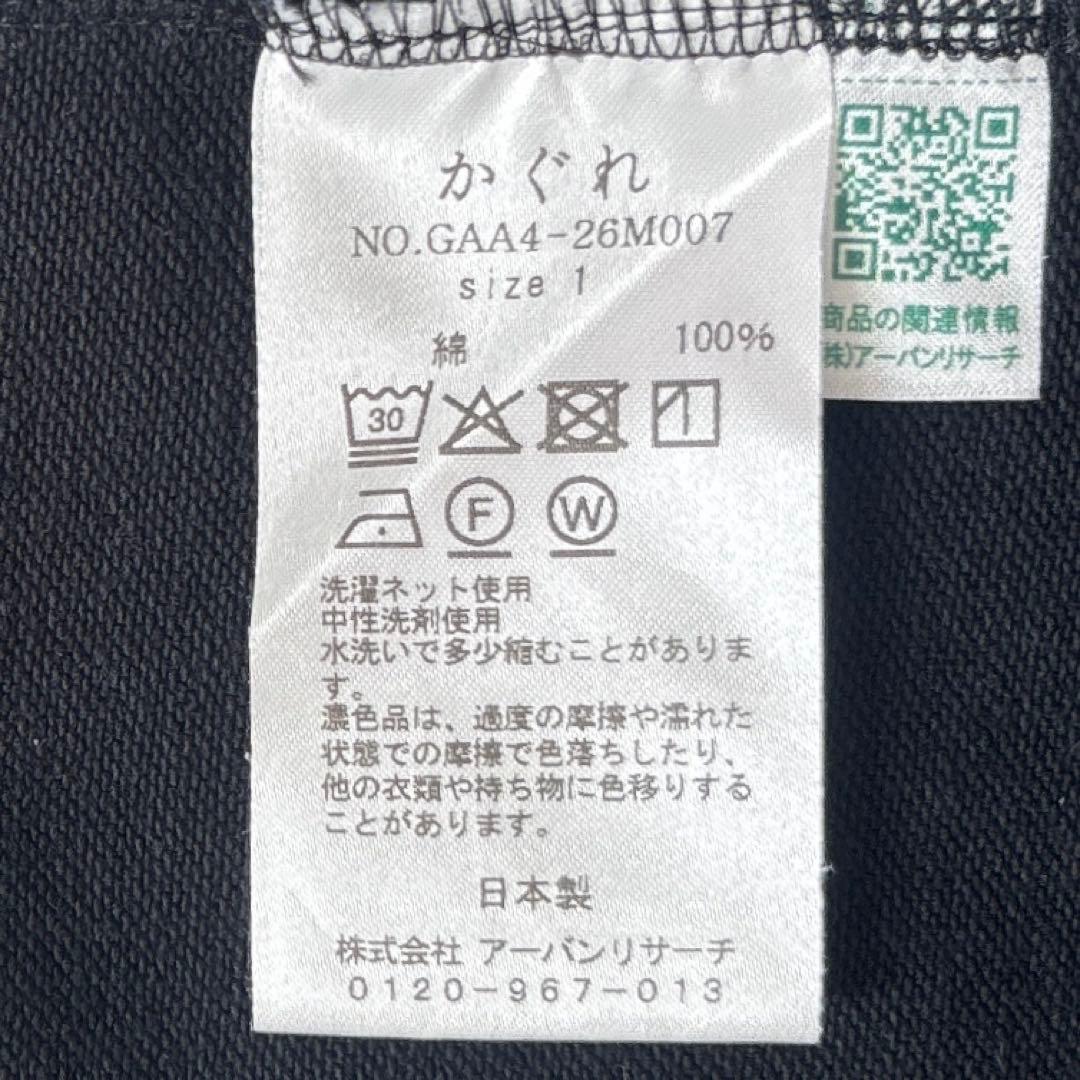 かぐれ
NO.GAA4-26M007
size 1
綿 100%
30
F W
洗濯ネット使用
中性洗剤使用
水洗いで多少縮むことがありま
す。
濃色品は、過度の摩擦や濡れた
状態での摩擦で色落ちしたり、
他の衣類や持ち物に色移りする
ことがあります。
日本製
株式会社 アーバンリサーチ
0120-967-013
商品の関連情報
株)アーバンリサーチ